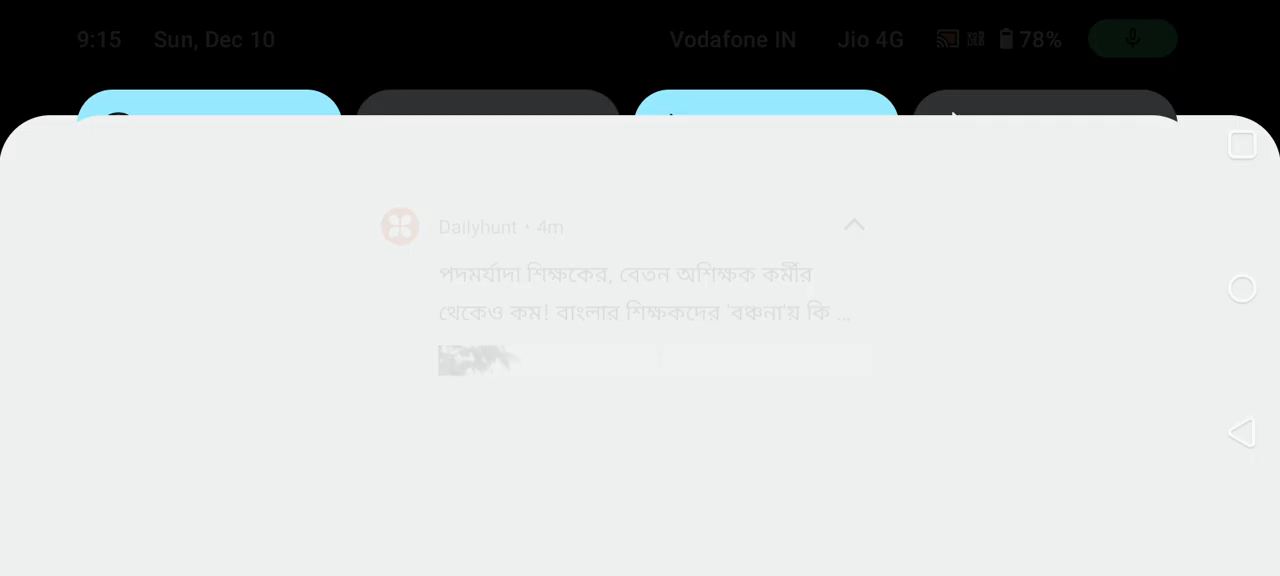 9:15 Sun, Dec 10 Vodafone IN Jio 4G 78%
Dailyhunt • 4m
পদমর্যাদা শিক্ষকের, বেতন অশিক্ষক কর্মীর
থেকেও কম! বাংলার শিক্ষকদের 'বঞ্চনা'য় কি ...